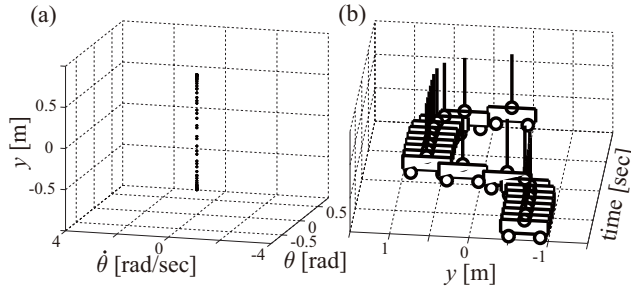 (a)
(b)
0.5
0
-0.5
y [m]
4
0
-4
θ̇ [rad/sec]
0.5
0
-0.5
θ [rad]
1
0
-1
y [m]
time [sec]